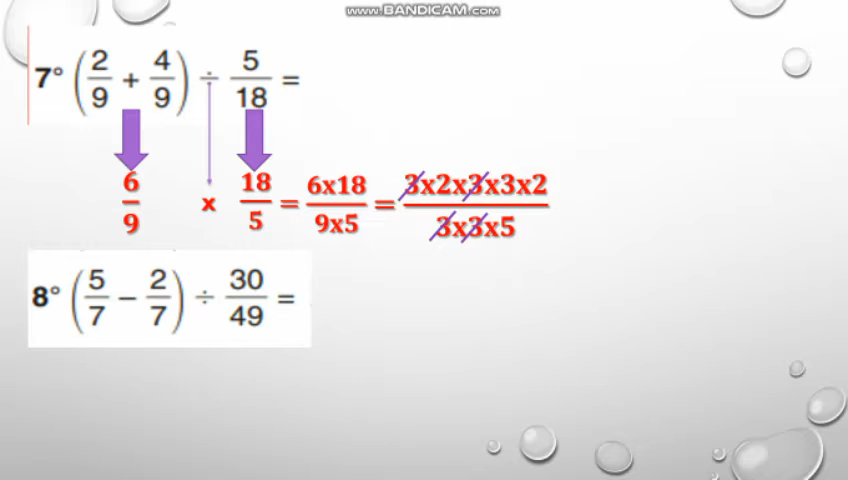 www.BANDICAM.com
7° (2/9 + 4/9) ÷ 5/18 =
6/9 x 18/5 = 6x18/9x5 = 3x2x3x3x2/3x3x5
8° (5/7 − 2/7) ÷ 30/49 =